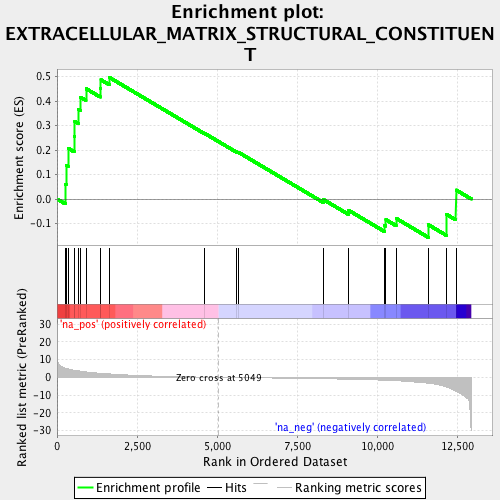 Enrichment plot:
EXTRACELLULAR_MATRIX_STRUCTURAL_CONSTITUEN
T
Enrichment score (ES)
0.5
0.4
0.3
0.2
0.1
0.0
-0.1
'na_pos' (positively correlated)
Ranked list metric (PreRanked)
30
20
10
0
-10
-20
-30
Zero cross at 5049
'na_neg' (negatively correlated)
0
2,500
5,000
7,500
10,000
12,500
Rank in Ordered Dataset
Enrichment profile
Hits
Ranking metric scores